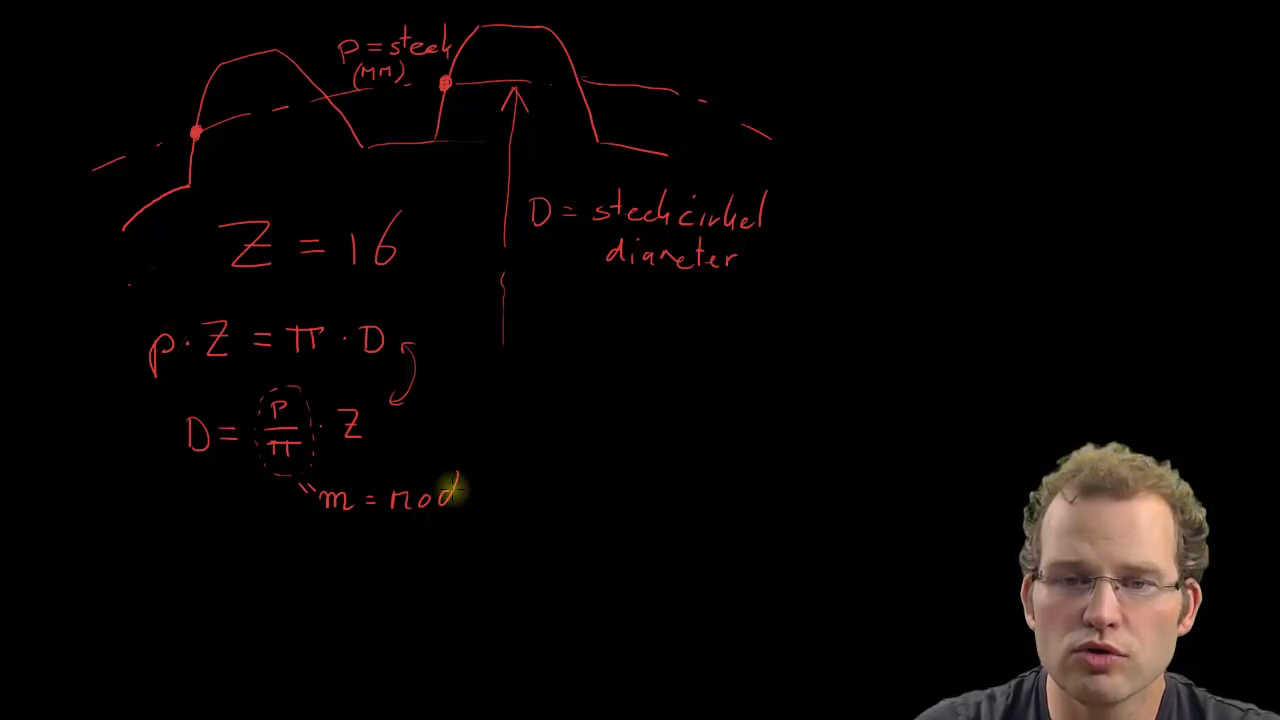 p = steek
(MM)
D = steekcirkel
diameter
Z = 16
p · Z = π · D
D = p/π · Z
"m = mod